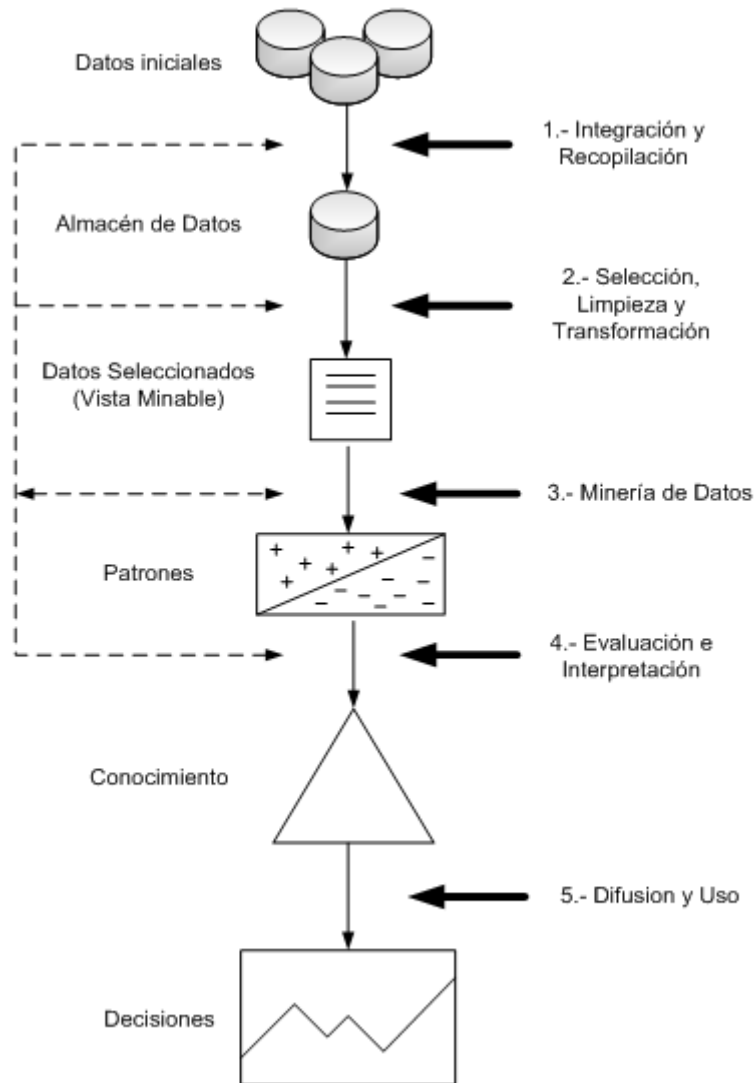 Datos iniciales
1.- Integración y
Recopilación
Almacén de Datos
2.- Selección,
Limpieza y
Transformación
Datos Seleccionados
(Vista Minable)
3.- Minería de Datos
Patrones
4.- Evaluación e
Interpretación
Conocimiento
5.- Difusion y Uso
Decisiones